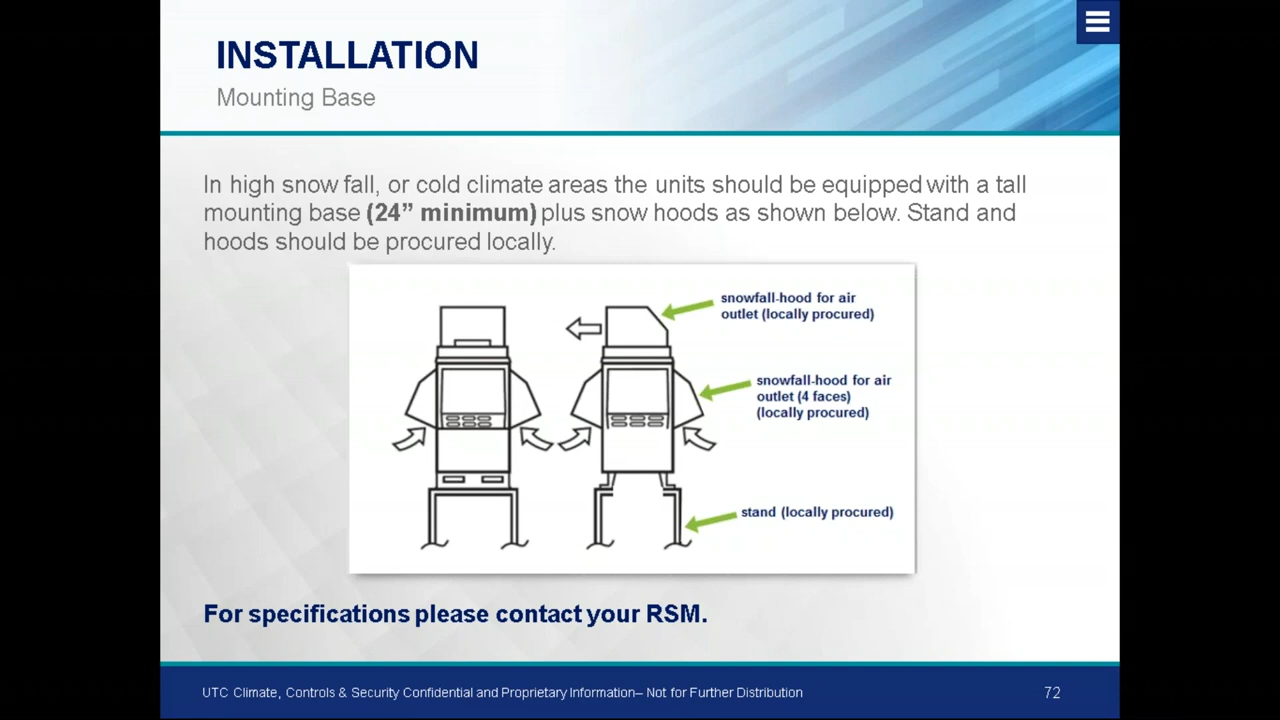 INSTALLATION
Mounting Base
In high snow fall, or cold climate areas the units should be equipped with a tall
mounting base (24” minimum) plus snow hoods as shown below. Stand and
hoods should be procured locally.
snowfall-hood for air
outlet (locally procured)
snowfall-hood for air
outlet (4 faces)
(locally procured)
stand (locally procured)
For specifications please contact your RSM.
UTC Climate, Controls & Security Confidential and Proprietary Information– Not for Further Distribution
72